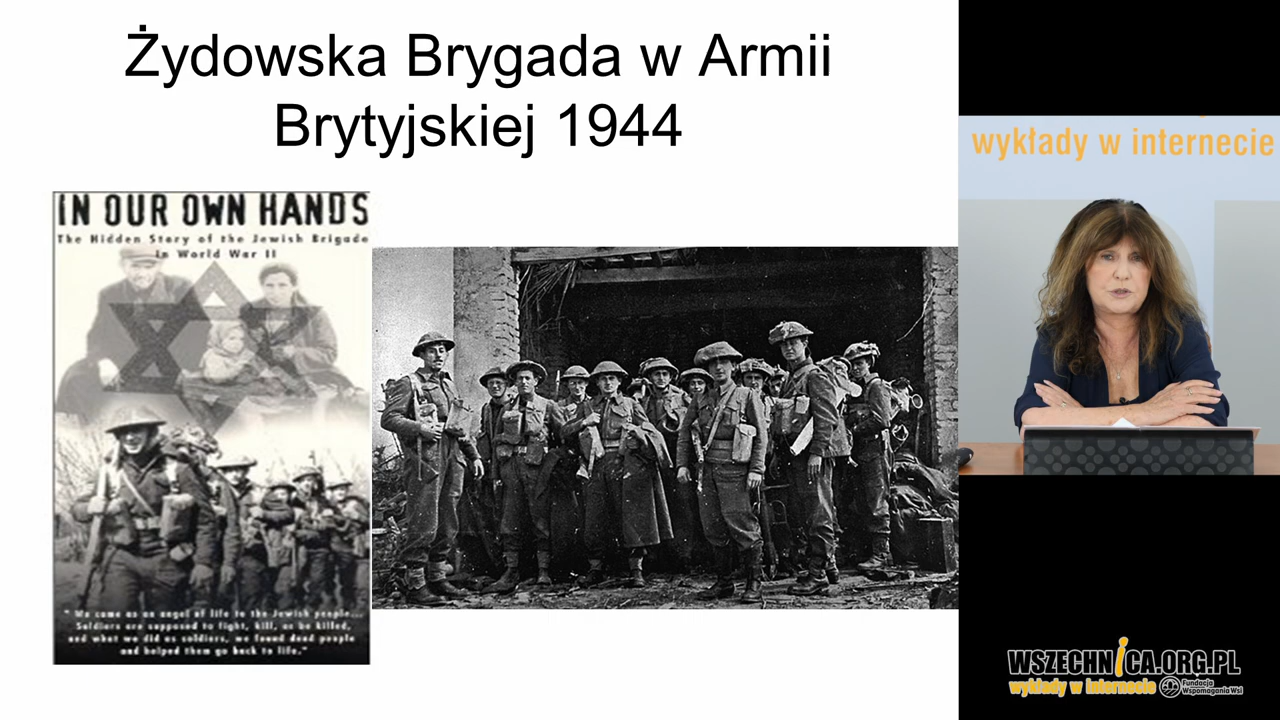 Żydowska Brygada w Armii
Brytyjskiej 1944
IN OUR OWN HANDS
The Hidden Story of the Jewish Brigade
in World War II
" We came as an angel of life to the Jewish people...
Soldiers are supposed to fight, kill, or be killed,
and what we did as soldiers, we found dead people
and helped them go back to life."
wykłady w internecie
WSZECHNICA.ORG.PL
wykłady w internecie
Fundacja
Wspomagania Wsi